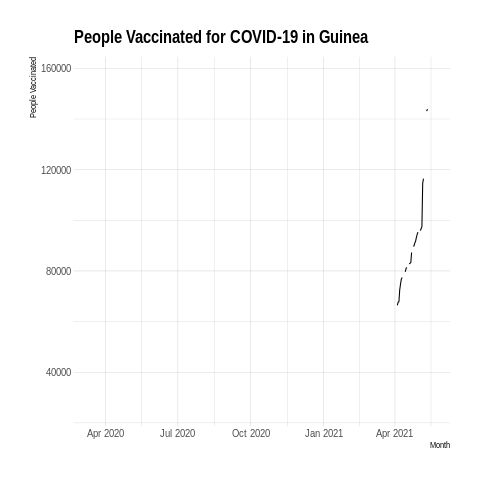 People Vaccinated for COVID-19 in Guinea
People Vaccinated
160000
120000
80000
40000
Apr 2020 Jul 2020 Oct 2020 Jan 2021 Apr 2021
Month